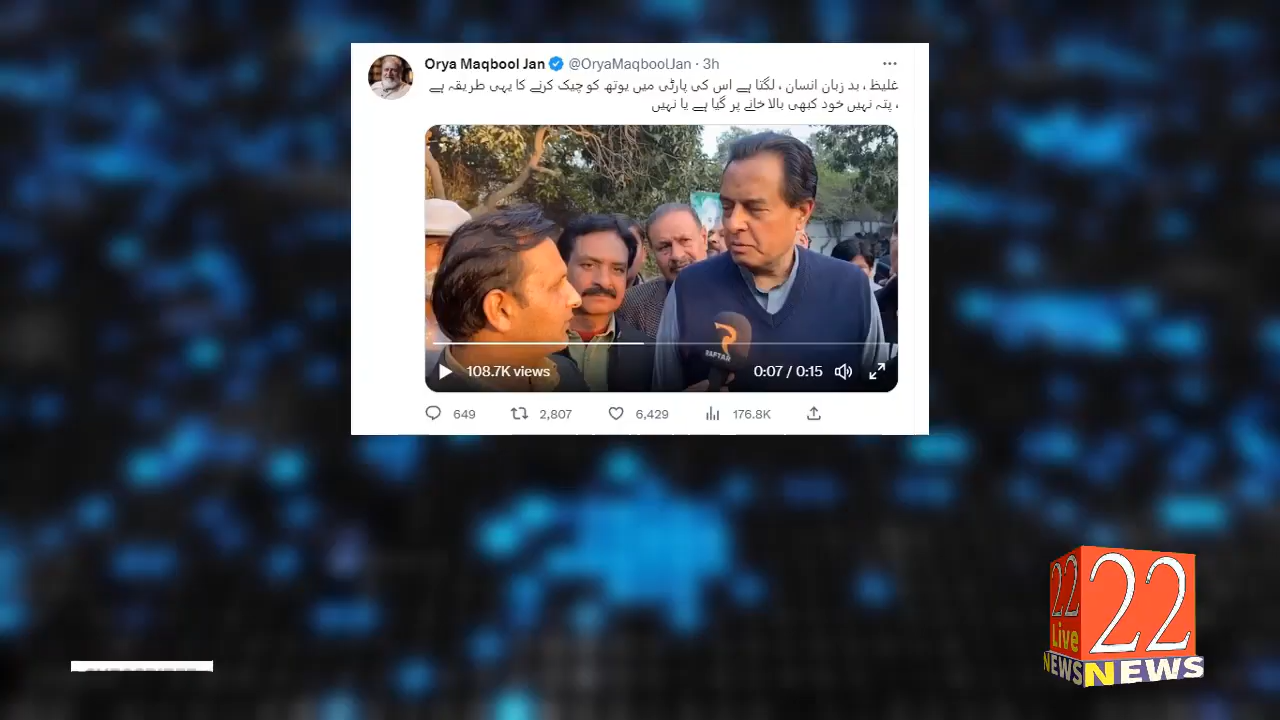 Orya Maqbool Jan @OryaMaqboolJan · 3h
غلیظ ، بد زبان انسان ، لگتا ہے اس کی پارٹی میں یوتھ کو چیک کرنے کا یہی طریقہ ہے
، پتہ نہیں خود کبھی بالا خانے پر گیا ہے یا نہیں
RAFTAR
108.7K views
0:07 / 0:15
649 2,807 6,429 176.8K
22 22
Live
NEWS NEWS